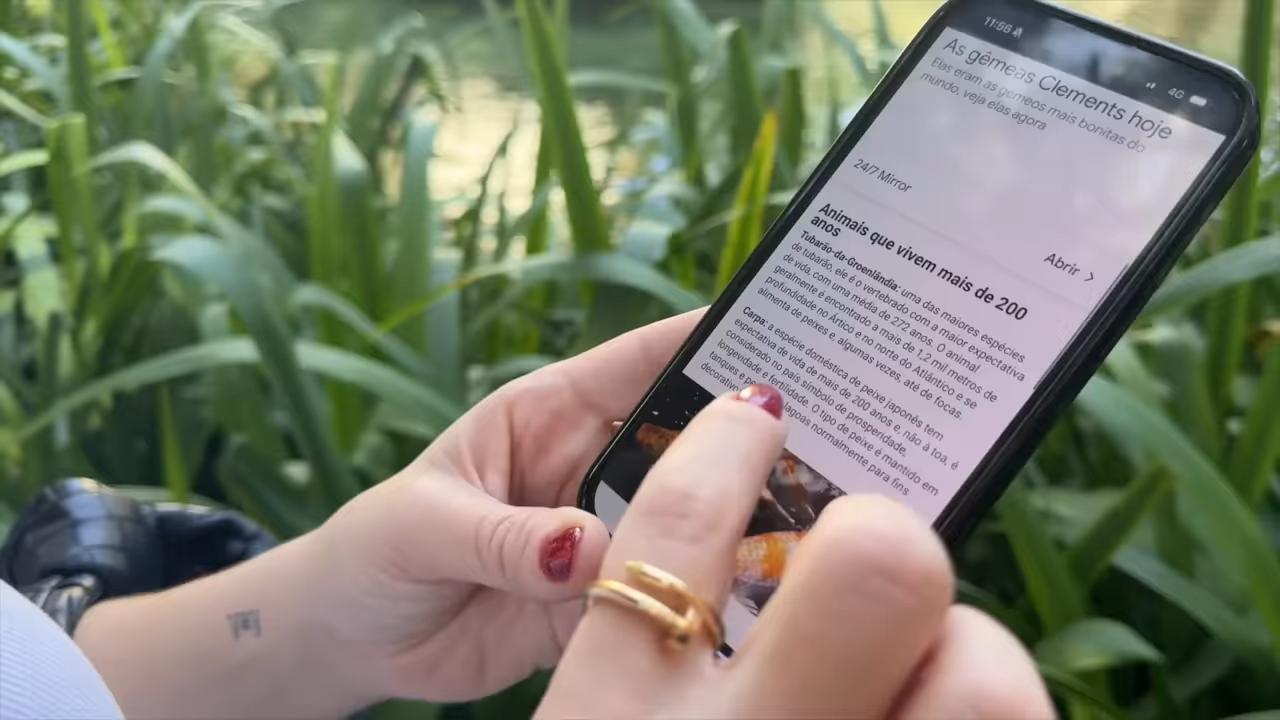 11:56
4G
As gêmeas Clements hoje
Elas eram as gemeos mais bonitas do
mundo, veja elas agora
24/7 Mirror
Abrir
Animais que vivem mais de 200
anos
Tubarão-da-Groenlândia: uma das maiores espécies
de tubarão, ele é o vertebrado com a maior expectativa
de vida, com uma média de 272 anos. O animal
geralmente é encontrado a mais de 1,2 mil metros de
profundidade no Ártico e no norte do Atlântico e se
alimenta de peixes e, algumas vezes, até de focas.
Carpa: a espécie doméstica de peixe japonês tem
expectativa de vida de mais de 200 anos e, não à toa, é
considerado no país símbolo de prosperidade,
longevidade e fertilidade. O tipo de peixe é mantido em
tanques e lagoas normalmente para fins